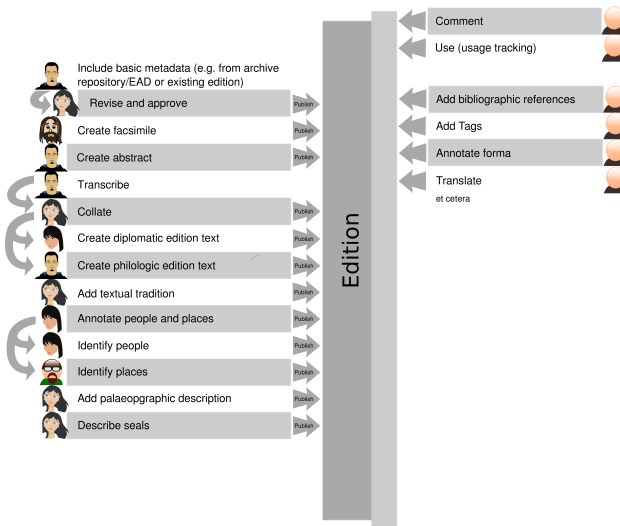 Include basic metadata (e.g. from archive
repository/EAD or existing edition)
Revise and approve
Publish
Create facsimile
Publish
Create abstract
Publish
Transcribe
Collate
Publish
Create diplomatic edition text
Publish
Create philologic edition text
Publish
Add textual tradition
Publish
Annotate people and places
Publish
Identify people
Publish
Identify places
Publish
Add palaeopgraphic description
Publish
Describe seals
Publish
Edition
Comment
Use (usage tracking)
Add bibliographic references
Add Tags
Annotate forma
Translate
et cetera